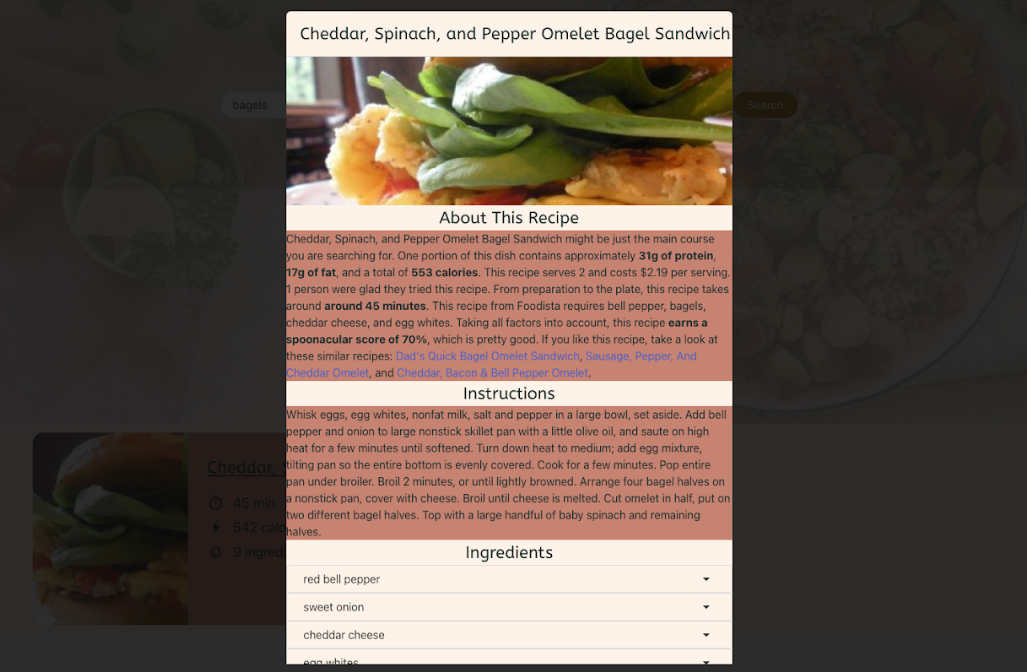 Cheddar, Spinach, and Pepper Omelet Bagel Sandwich
bagels
Search
About This Recipe
Cheddar, Spinach, and Pepper Omelet Bagel Sandwich might be just the main course
you are searching for. One portion of this dish contains approximately 31g of protein,
17g of fat, and a total of 553 calories. This recipe serves 2 and costs $2.19 per serving.
1 person were glad they tried this recipe. From preparation to the plate, this recipe takes
around around 45 minutes. This recipe from Foodista requires bell pepper, bagels,
cheddar cheese, and egg whites. Taking all factors into account, this recipe earns a
spoonacular score of 70%, which is pretty good. If you like this recipe, take a look at
these similar recipes: Dad's Quick Bagel Omelet Sandwich, Sausage, Pepper, And
Cheddar Omelet, and Cheddar, Bacon & Bell Pepper Omelet.
Instructions
Whisk eggs, egg whites, nonfat milk, salt and pepper in a large bowl, set aside. Add bell
pepper and onion to large nonstick skillet pan with a little olive oil, and saute on high
heat for a few minutes until softened. Turn down heat to medium; add egg mixture,
tilting pan so the entire bottom is evenly covered. Cook for a few minutes. Pop entire
pan under broiler. Broil 2 minutes, or until lightly browned. Arrange four bagel halves on
a nonstick pan, cover with cheese. Broil until cheese is melted. Cut omelet in half, put on
two different bagel halves. Top with a large handful of baby spinach and remaining
halves.
Cheddar,
45 min
542 calo
9 ingredi
Ingredients
red bell pepper
sweet onion
cheddar cheese
egg whites